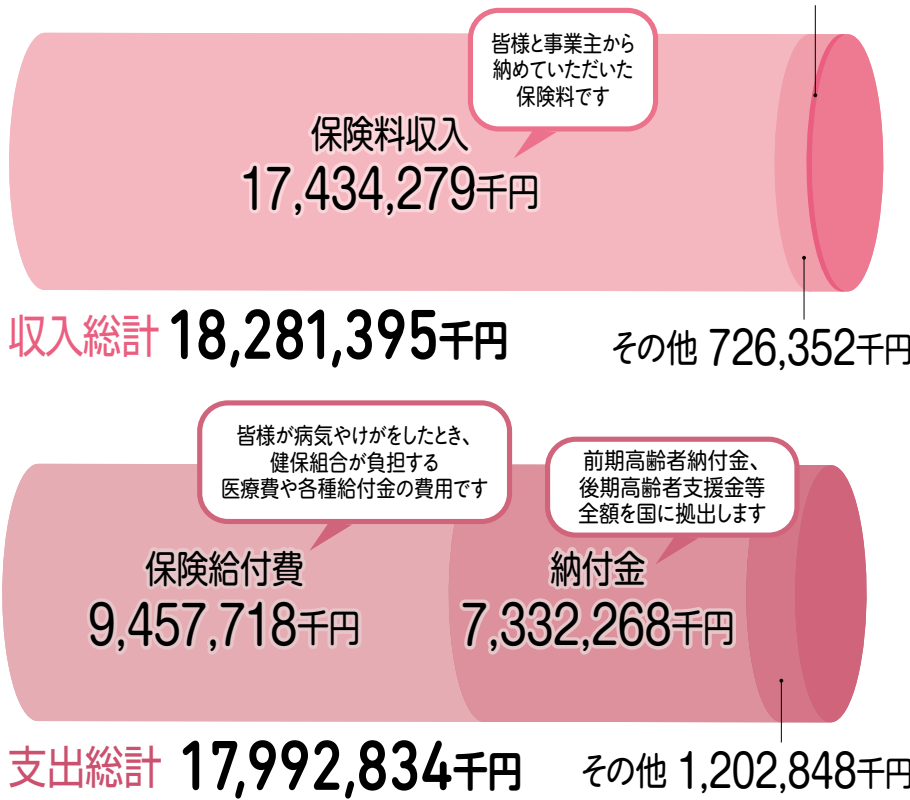 皆様と事業主から
納めていただいた
保険料です
保険料収入
17,434,279千円
収入総計 18,281,395千円
その他 726,352千円
皆様が病気やけがをしたとき、
健保組合が負担する
医療費や各種給付金の費用です
前期高齢者納付金、
後期高齢者支援金等
全額を国に拠出します
保険給付費
9,457,718千円
納付金
7,332,268千円
支出総計 17,992,834千円
その他 1,202,848千円